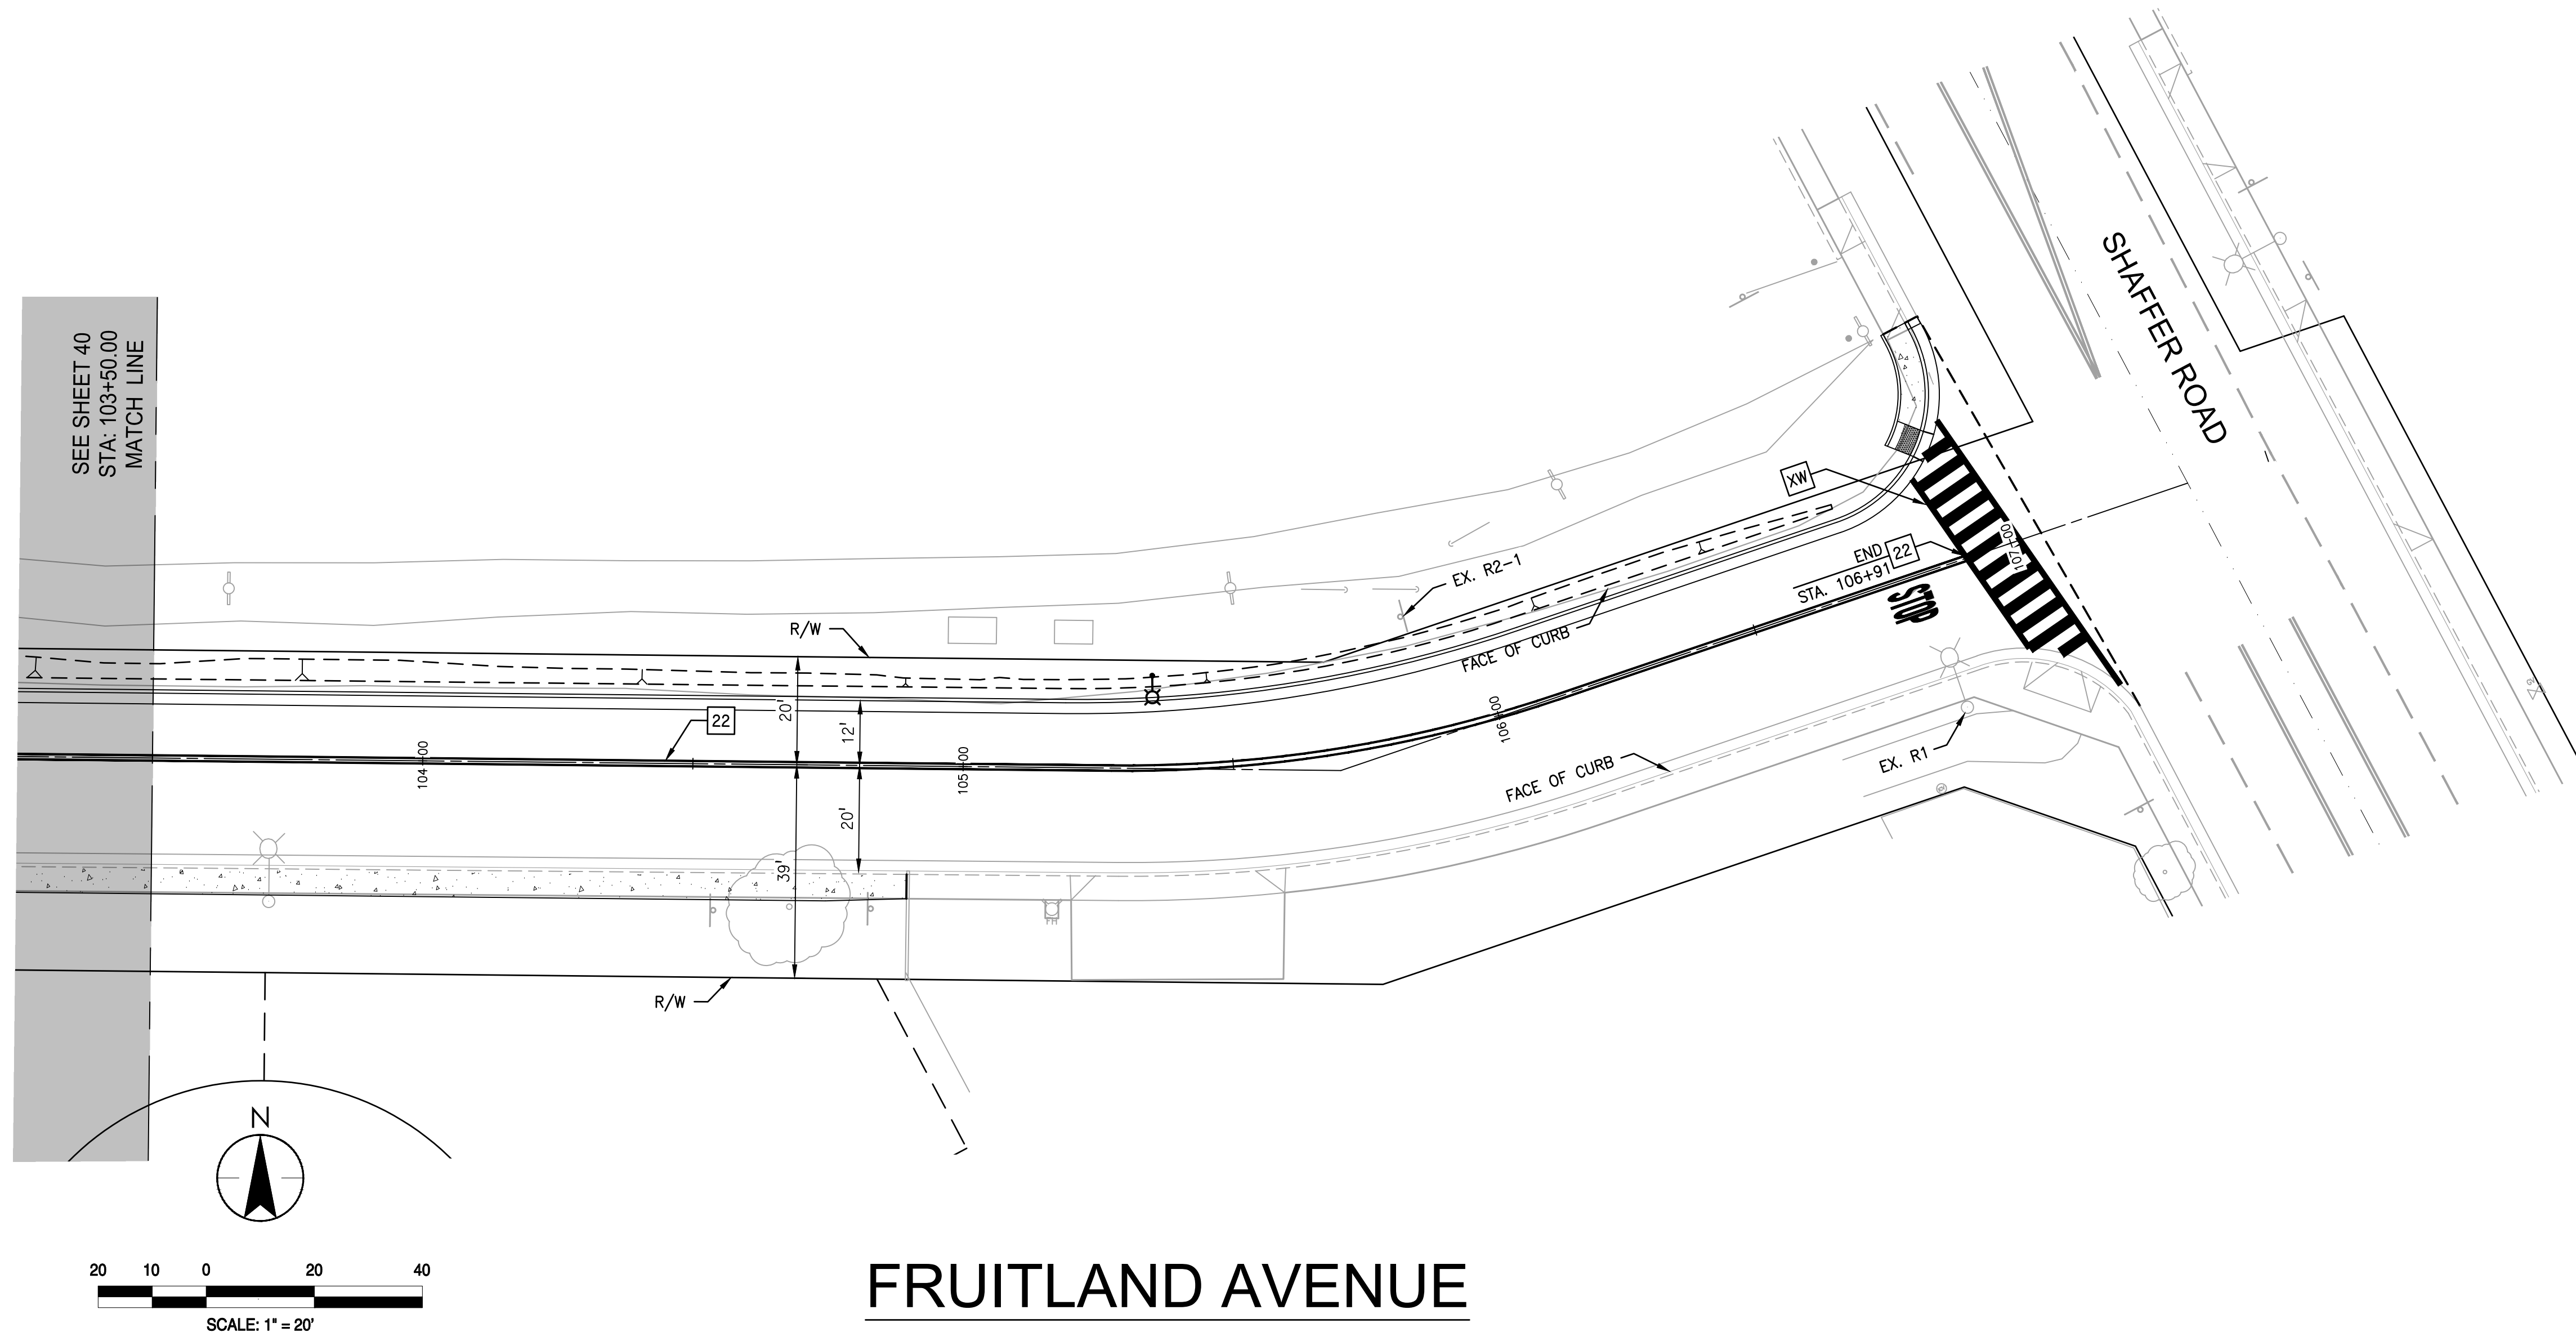 SHAFFER ROAD
SEE SHEET 40
STA: 103+50.00
MATCH LINE
XW
107+00
END 22
STA. 106+91
STOP
EX. R2-1
R/W
FACE OF CURB
20'
22
12'
106+00
104+00
105+00
EX. R1
FACE OF CURB
20'
39'
FH
R/W
N
20 10 0 20 40
SCALE: 1" = 20'
FRUITLAND AVENUE